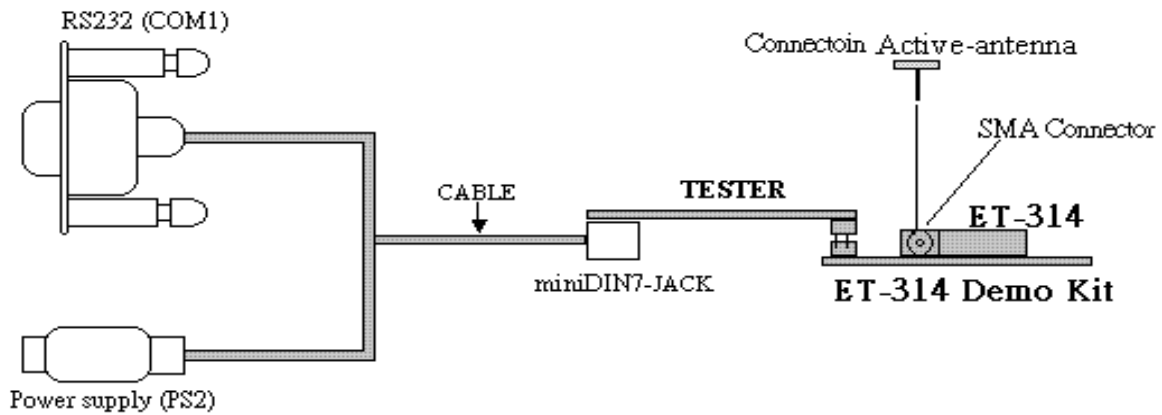 RS232 (COM1)
Connectoin Active-antenna
SMA Connector
CABLE
TESTER
ET-314
miniDIN7-JACK
ET-314 Demo Kit
Power supply (PS2)